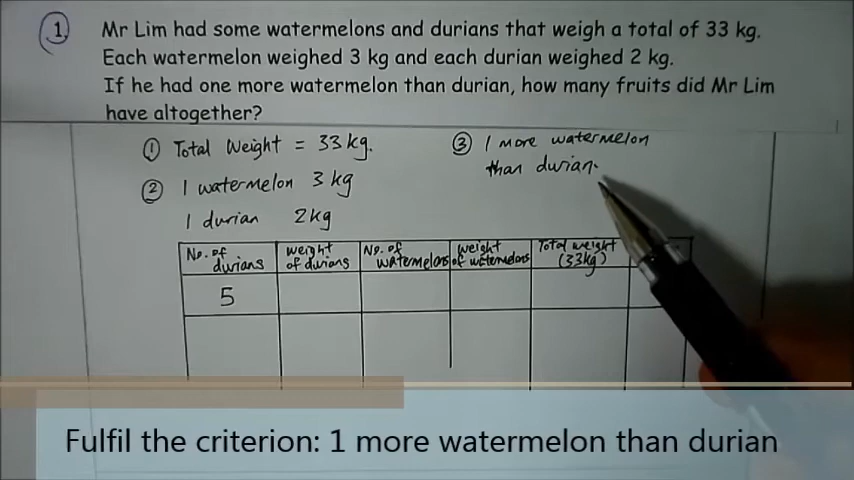 1 Mr Lim had some watermelons and durians that weigh a total of 33 kg.
Each watermelon weighed 3 kg and each durian weighed 2 kg.
If he had one more watermelon than durian, how many fruits did Mr Lim
have altogether?
① Total Weight = 33 kg.
② 1 watermelon 3 kg
1 durian 2 kg
③ 1 more watermelon
than durian.
No. of durians | weight of durians | No. of watermelons | weight of watermelons | Total weight (33kg)
5
Fulfil the criterion: 1 more watermelon than durian